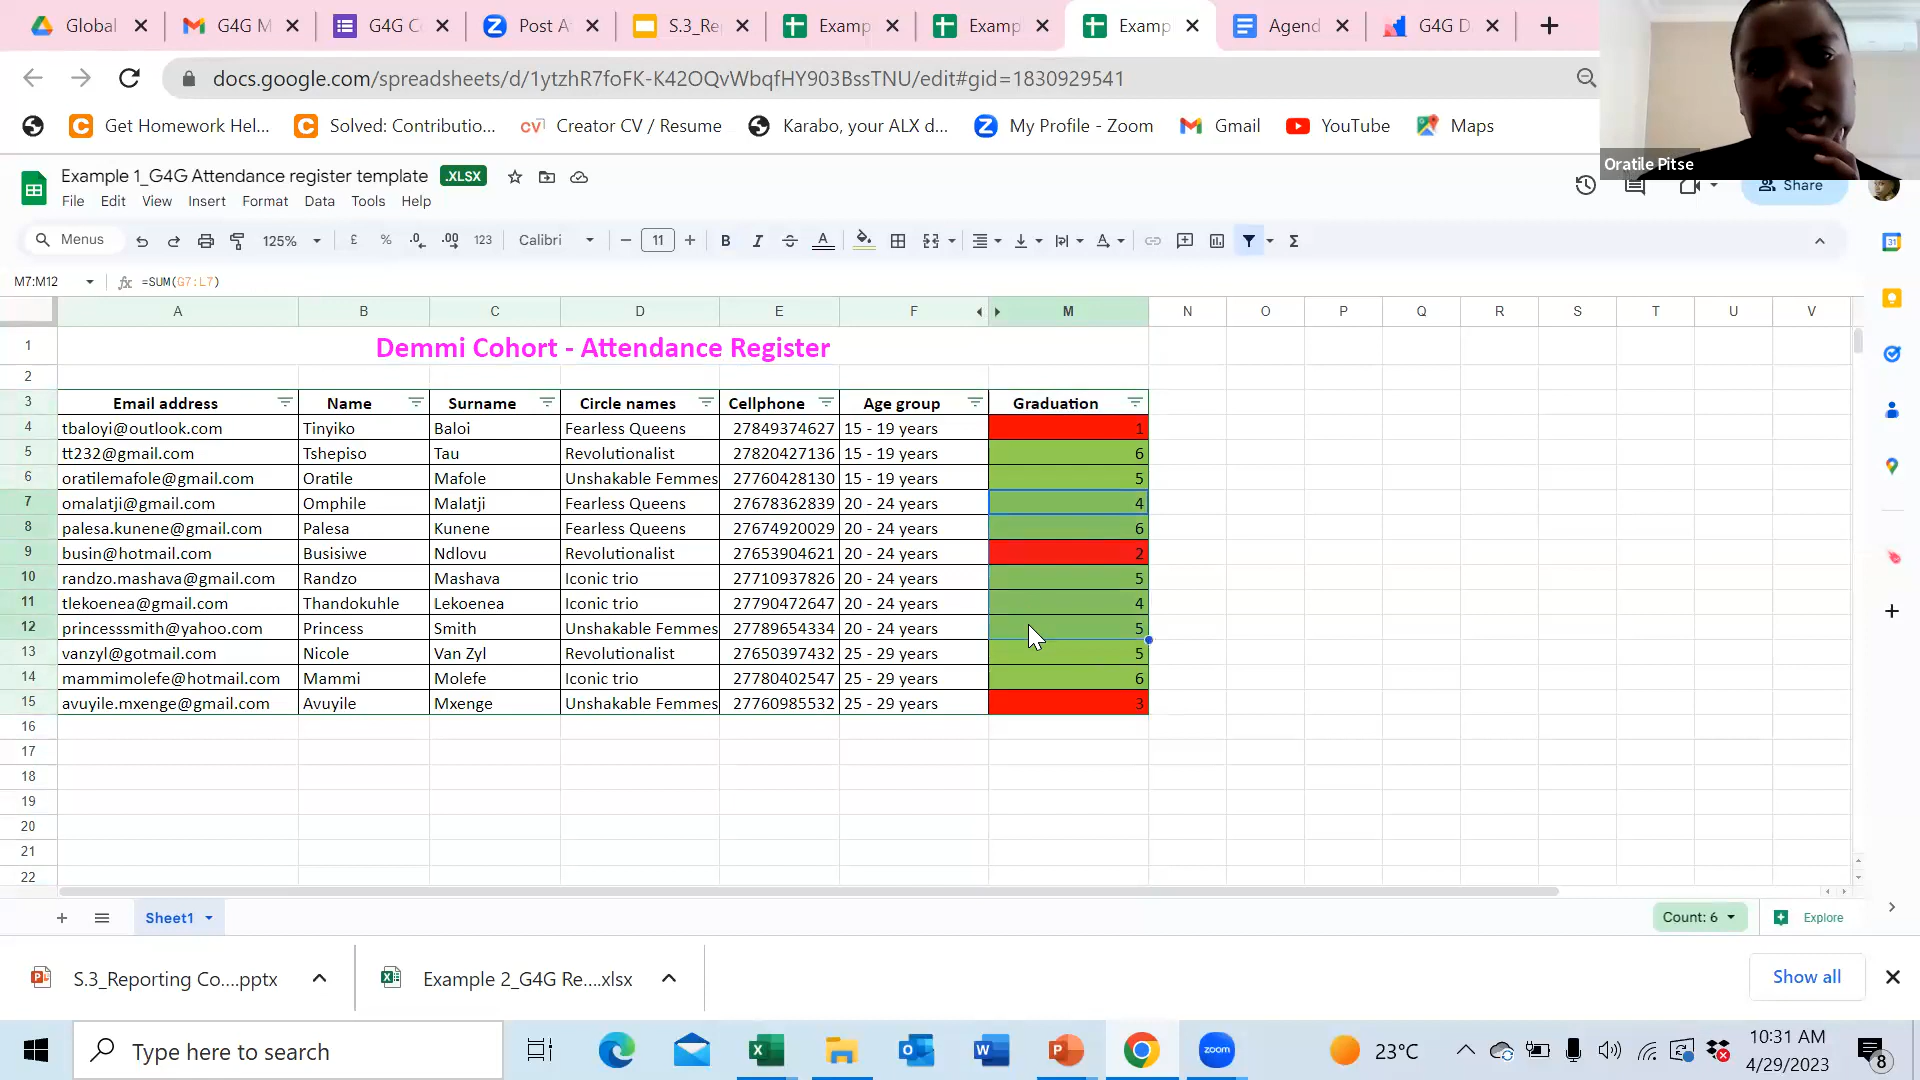 Global
G4G M
G4G C
Post A
S.3_Re
Examp
Examp
Examp
Agend
G4G D
docs.google.com/spreadsheets/d/1ytzhR7foFK-K42OQvWbqfHY903BssTNU/edit#gid=1830929541
Get Homework Hel...
Solved: Contributio...
Creator CV / Resume
Karabo, your ALX d...
My Profile - Zoom
Gmail
YouTube
Maps
Oratile Pitse
Example 1_G4G Attendance register template .XLSX
Share
File Edit View Insert Format Data Tools Help
Menus 125% £ % .0 .00 123 Calibri 11 B I A
M7:M12 fx =SUM(G7:L7)
A B C D E F M N O P Q R S T U V
1 Demmi Cohort - Attendance Register
2
3 Email address Name Surname Circle names Cellphone Age group Graduation
4 tbaloyi@outlook.com Tinyiko Baloi Fearless Queens 27849374627 15 - 19 years 1
5 tt232@gmail.com Tshepiso Tau Revolutionalist 27820427136 15 - 19 years 6
6 oratilemafole@gmail.com Oratile Mafole Unshakable Femmes 27760428130 15 - 19 years 5
7 omalatji@gmail.com Omphile Malatji Fearless Queens 27678362839 20 - 24 years 4
8 palesa.kunene@gmail.com Palesa Kunene Fearless Queens 27674920029 20 - 24 years 6
9 busin@hotmail.com Busisiwe Ndlovu Revolutionalist 27653904621 20 - 24 years 2
10 randzo.mashava@gmail.com Randzo Mashava Iconic trio 27710937826 20 - 24 years 5
11 tlekoenea@gmail.com Thandokuhle Lekoenea Iconic trio 27790472647 20 - 24 years 4
12 princesssmith@yahoo.com Princess Smith Unshakable Femmes 27789654334 20 - 24 years 5
13 vanzyl@gotmail.com Nicole Van Zyl Revolutionalist 27650397432 25 - 29 years 5
14 mammimolefe@hotmail.com Mammi Molefe Iconic trio 27780402547 25 - 29 years 6
15 avuyile.mxenge@gmail.com Avuyile Mxenge Unshakable Femmes 27760985532 25 - 29 years 3
16
17
18
19
20
21
22
Sheet1
Count: 6
Explore
S.3_Reporting Co....pptx
Example 2_G4G Re....xlsx
Show all
Type here to search
zoom
23°C
10:31 AM
4/29/2023
8